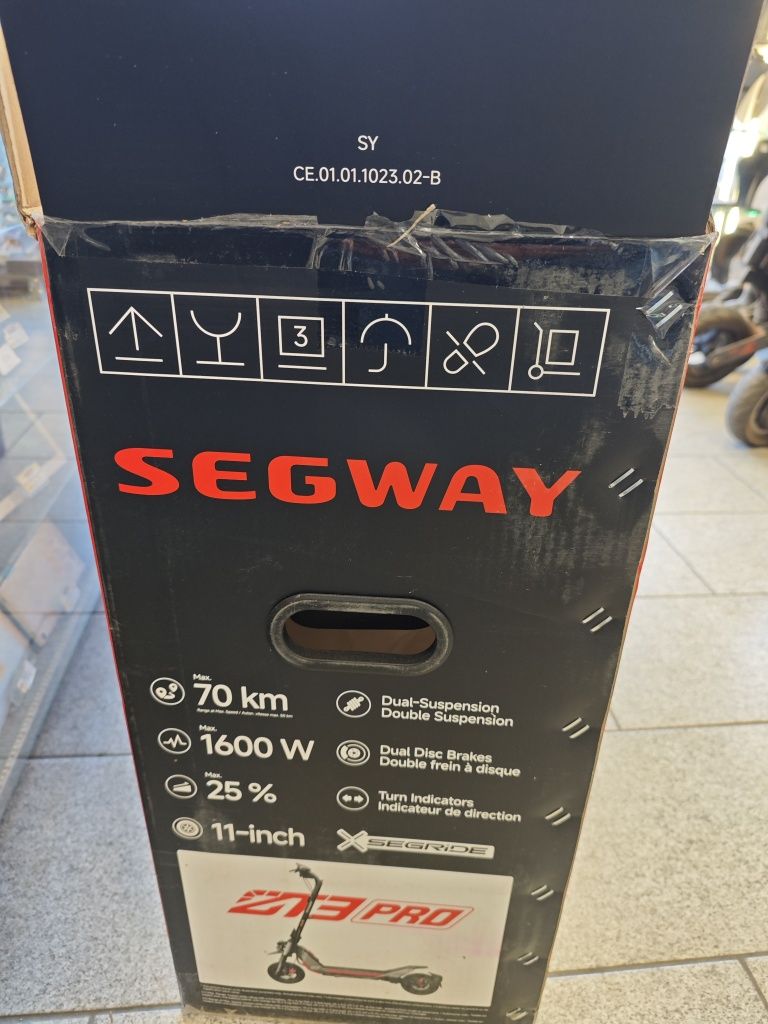 SY
CE.01.01.1023.02-B
3
SEGWAY
Max.
70 km
Dual-Suspension
Double Suspension
Max.
1600 W
Dual Disc Brakes
Double frein à disque
Max.
25 %
Turn Indicators
Indicateur de direction
11-inch
SEGRIDE
ZT3 PRO